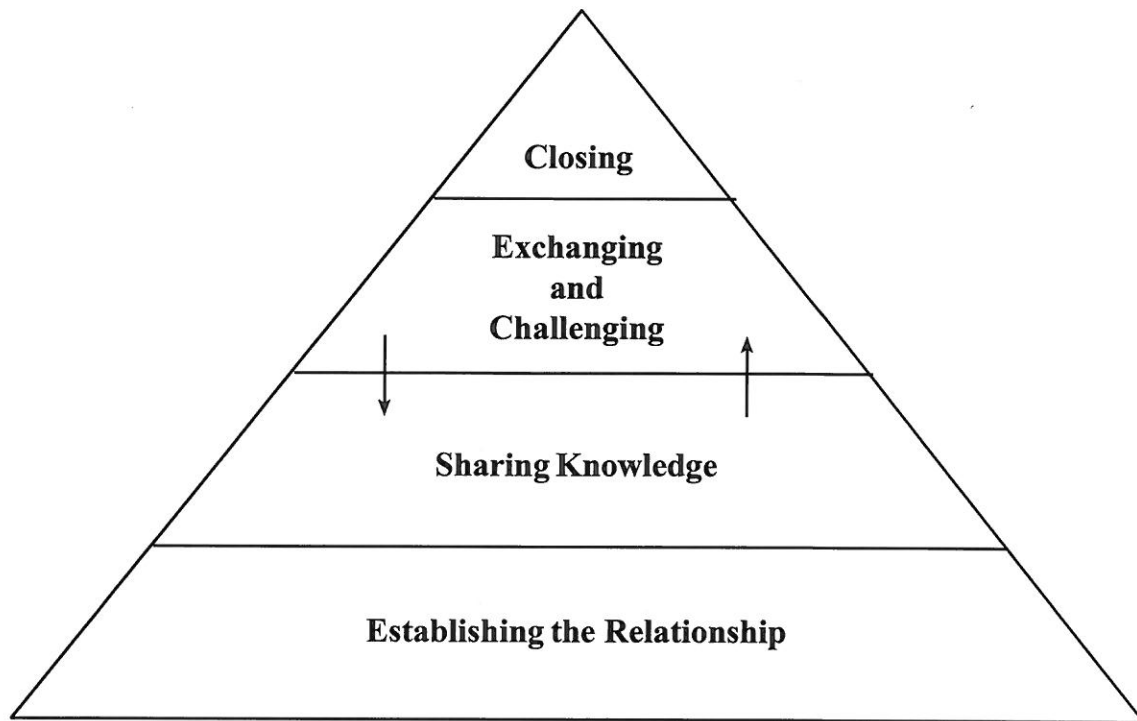 Closing
Exchanging
and
Challenging
Sharing Knowledge
Establishing the Relationship